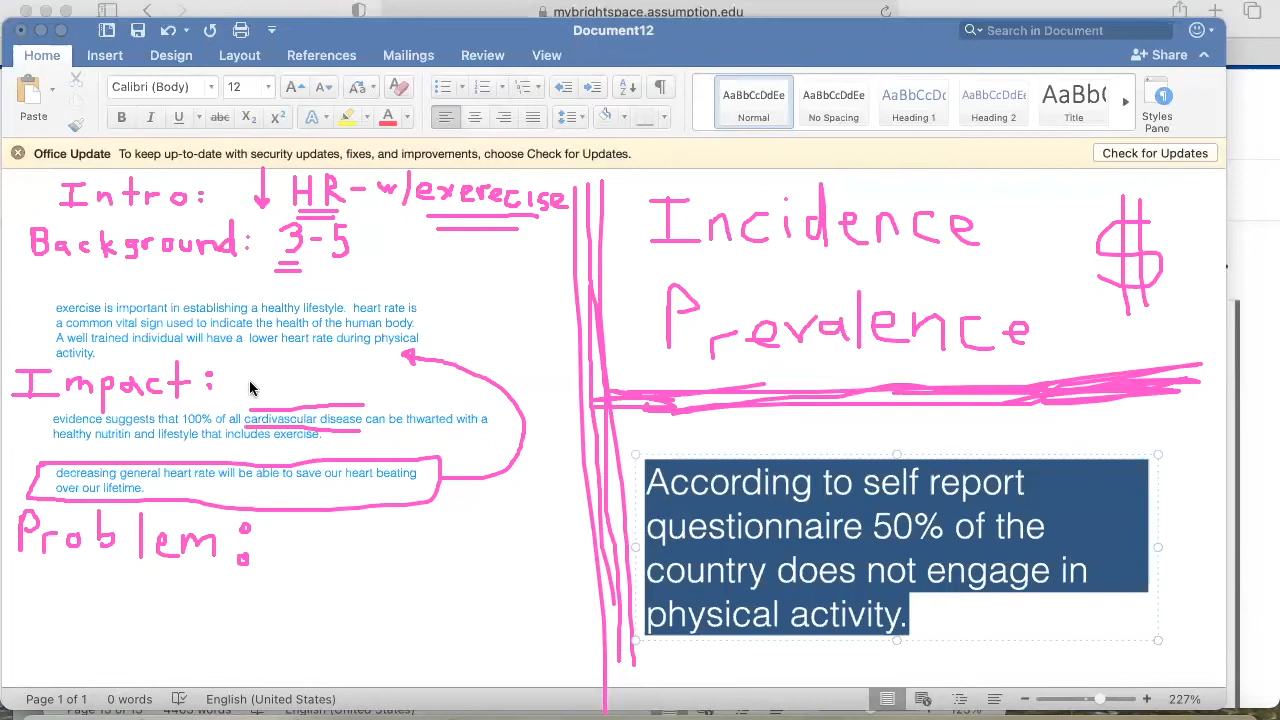 mybrightspace.assumption.edu
Document12
Search in Document
Home Insert Design Layout References Mailings Review View
Share
Paste
Calibri (Body) 12
AaBbCcDdEe AaBbCcDdEe AaBbCcDc AaBbCcDdEe AaBb(
Normal No Spacing Heading 1 Heading 2 Title
Styles Pane
Office Update To keep up-to-date with security updates, fixes, and improvements, choose Check for Updates.
Check for Updates
Intro: ↓ HR - w/exerecise
Background: 3-5
exercise is important in establishing a healthy lifestyle. heart rate is
a common vital sign used to indicate the health of the human body.
A well trained individual will have a lower heart rate during physical
activity.
Impact:
evidence suggests that 100% of all cardivascular disease can be thwarted with a
healthy nutritin and lifestyle that includes exercise.
decreasing general heart rate will be able to save our heart beating
over our lifetime.
Problem:
Incidence $
Prevalence
According to self report
questionnaire 50% of the
country does not engage in
physical activity.
Page 1 of 1 0 words English (United States) 227%